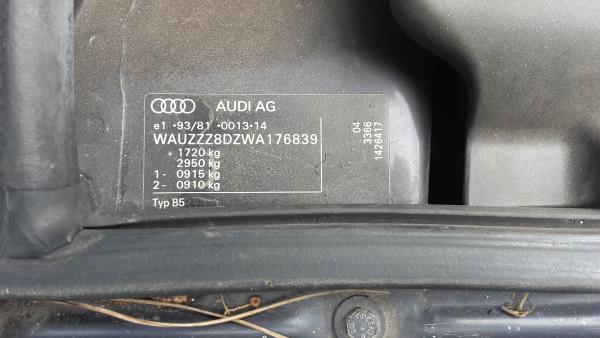 AUDI AG
e1 *93/81 *0013*14
WAUZZZ8DZWA176839
* 1720 kg
2950 kg
1- 0915 kg
2- 0910 kg
Typ B5
04
3366
1426417